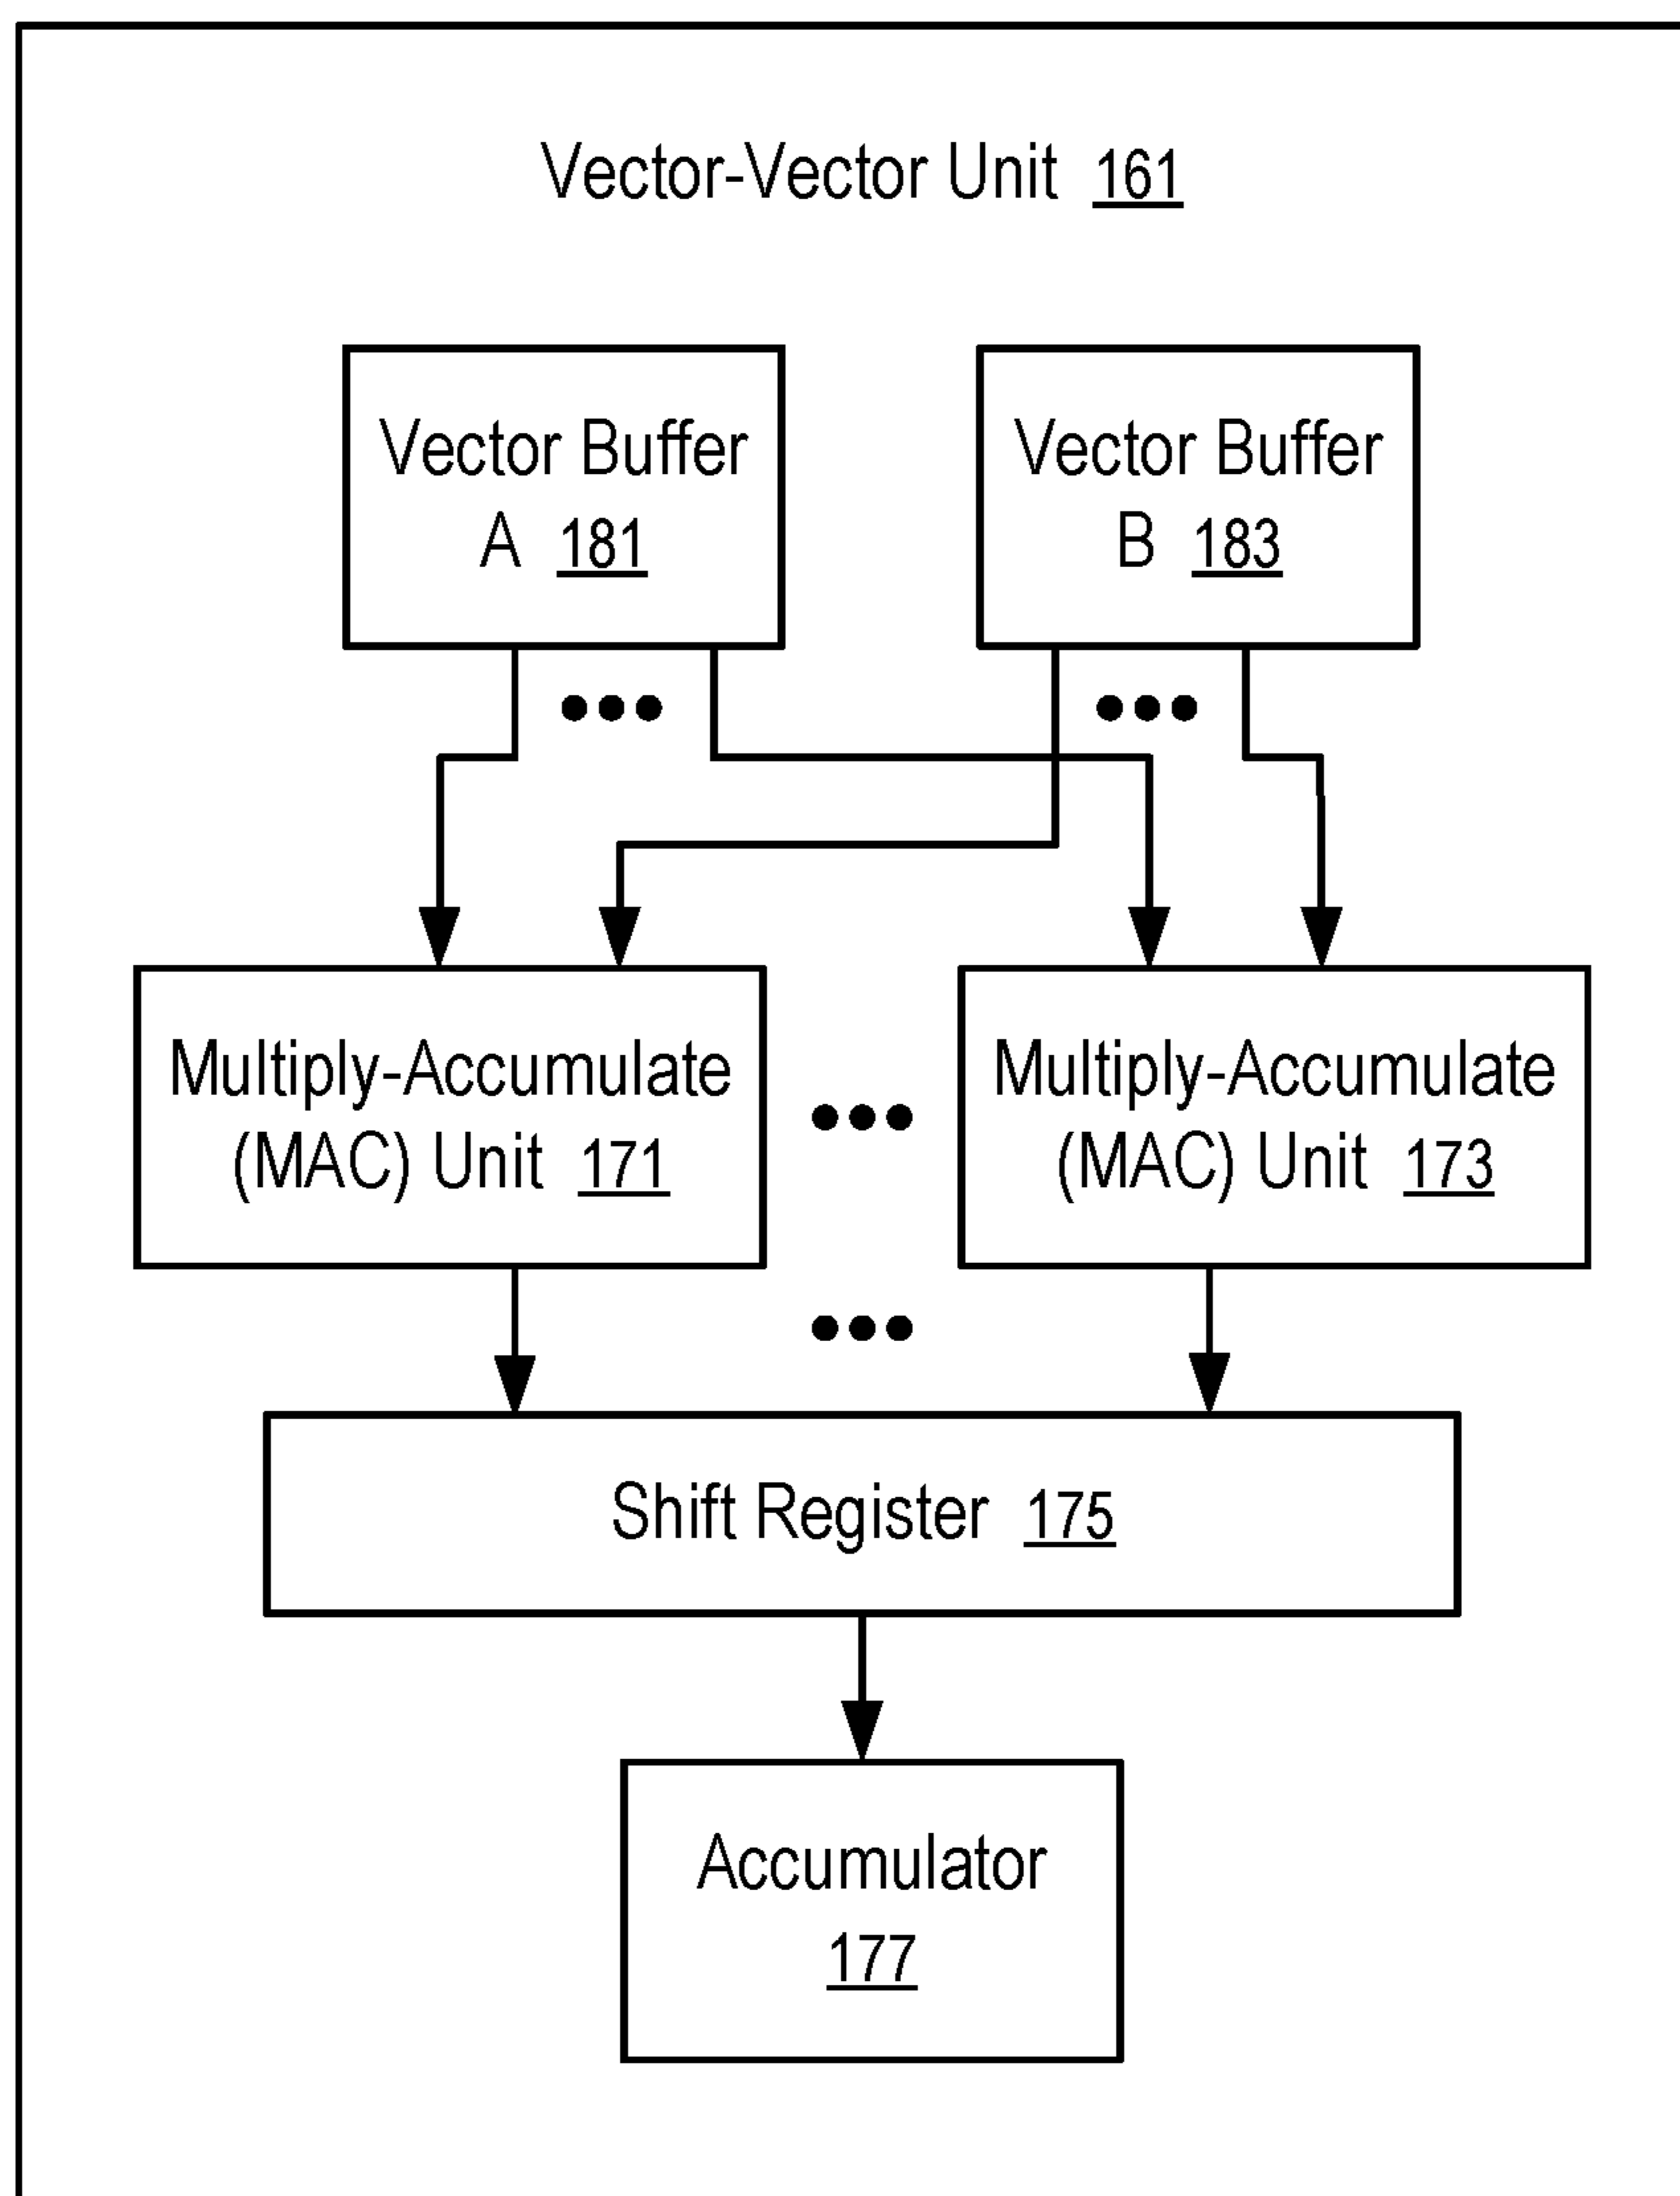 Vector-Vector Unit 161
Vector Buffer
A 181
Vector Buffer
B 183
Multiply-Accumulate
(MAC) Unit 171
Multiply-Accumulate
(MAC) Unit 173
Shift Register 175
Accumulator
177